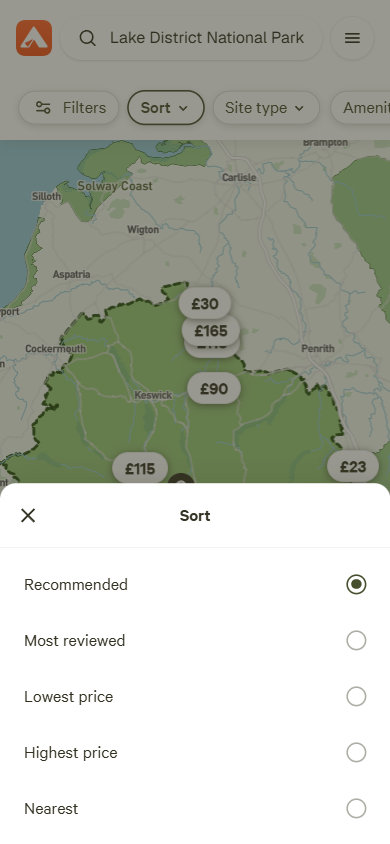 Lake District National Park
Filters
Sort
Site type
Amenit
Brampton
Solway Coast
Carlisle
Silloth
Wigton
Aspatria
£30
port
£165
Cockermouth
Penrith
£90
Keswick
£115
£23
Sort
Recommended
Most reviewed
Lowest price
Highest price
Nearest